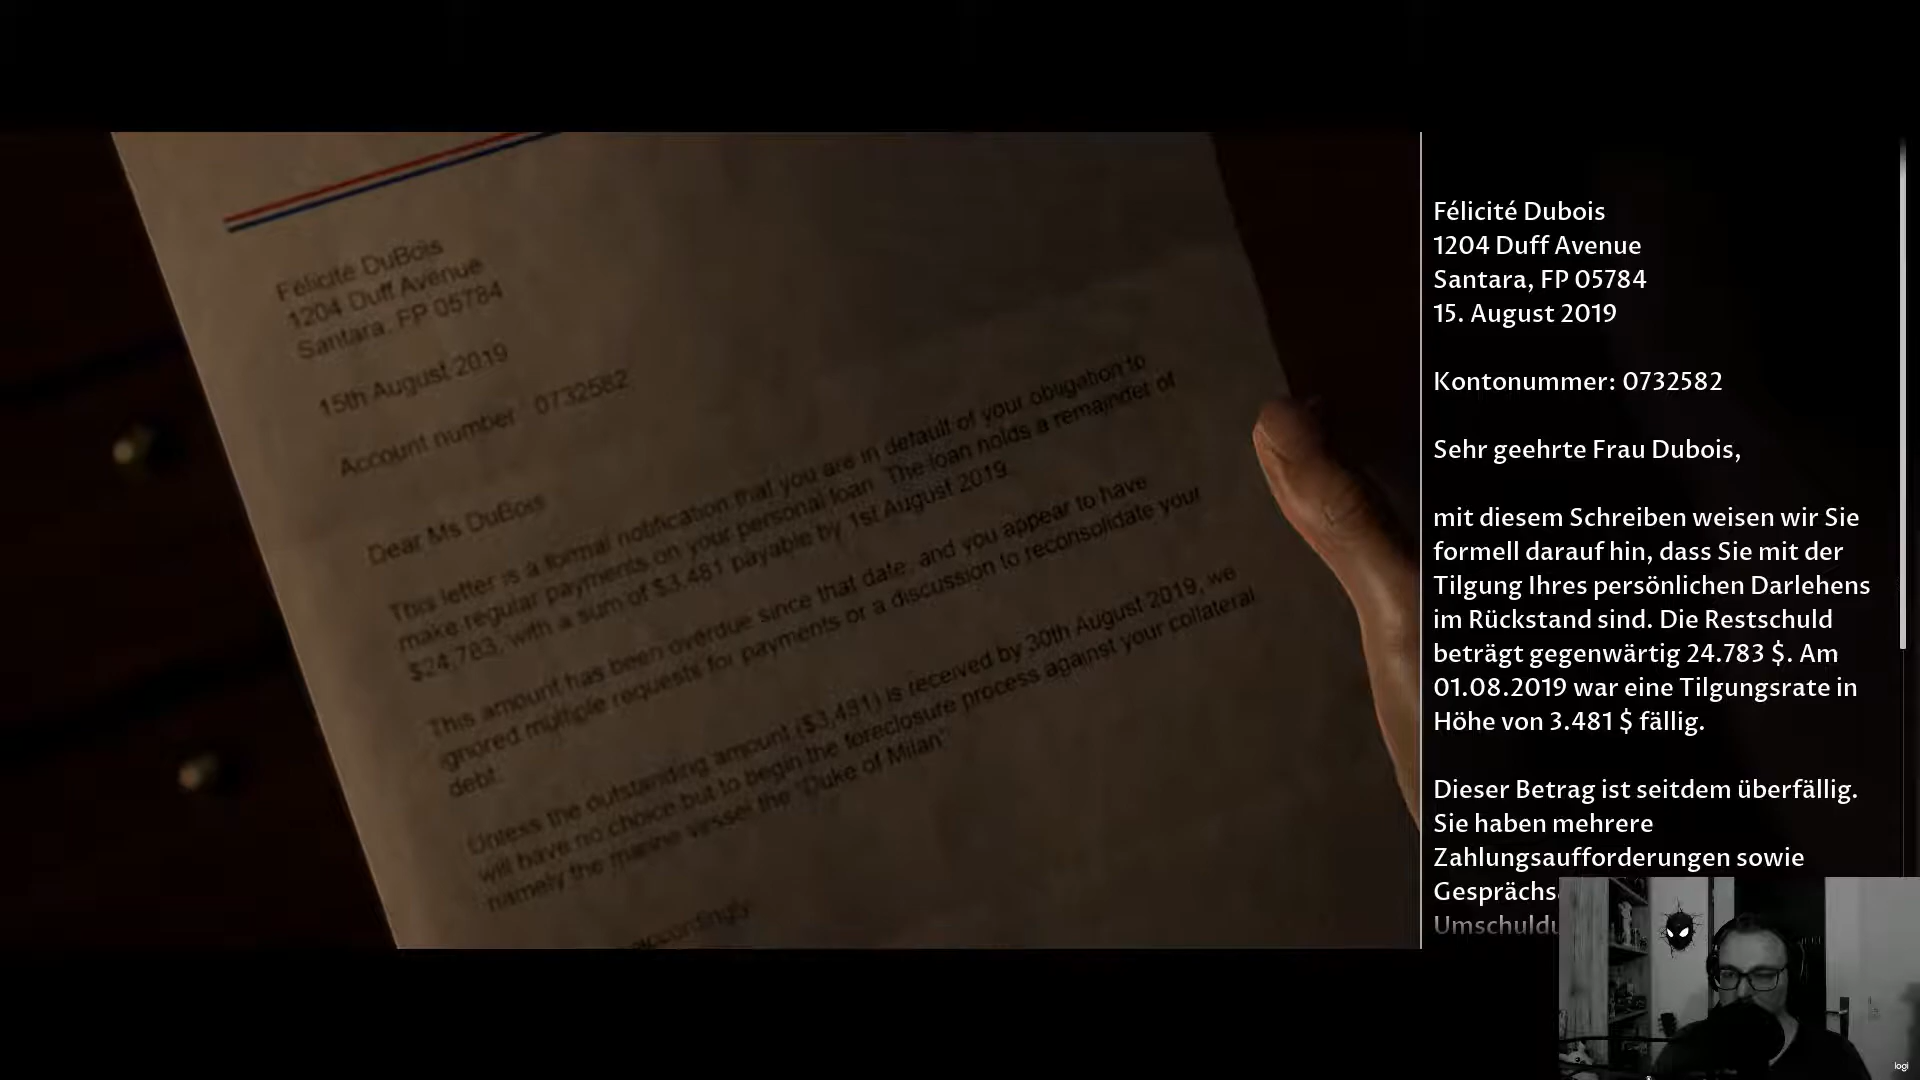 Félicité DuBois
1204 Duff Avenue
Santara, FP 05784
15th August 2019
Account number 0732582
Dear Ms DuBois
This letter is a formal notification that you are in default of your obligation to
make regular payments on your personal loan. The loan holds a remainder of
$24,783, with a sum of $3,481 payable by 1st August 2019
This amount has been overdue since that date, and you appear to have
ignored multiple requests for payments or a discussion to reconsolidate your
debt.
Unless the outstanding amount ($3,481) is received by 30th August 2019, we
will have no choice but to begin the foreclosure process against your collateral
namely the marine vessel the "Duke of Milan"
accordingly
Félicité Dubois
1204 Duff Avenue
Santara, FP 05784
15. August 2019
Kontonummer: 0732582
Sehr geehrte Frau Dubois,
mit diesem Schreiben weisen wir Sie
formell darauf hin, dass Sie mit der
Tilgung Ihres persönlichen Darlehens
im Rückstand sind. Die Restschuld
beträgt gegenwärtig 24.783 $. Am
01.08.2019 war eine Tilgungsrate in
Höhe von 3.481 $ fällig.
Dieser Betrag ist seitdem überfällig.
Sie haben mehrere
Zahlungsaufforderungen sowie
Gesprächs
Umschuldu
logi